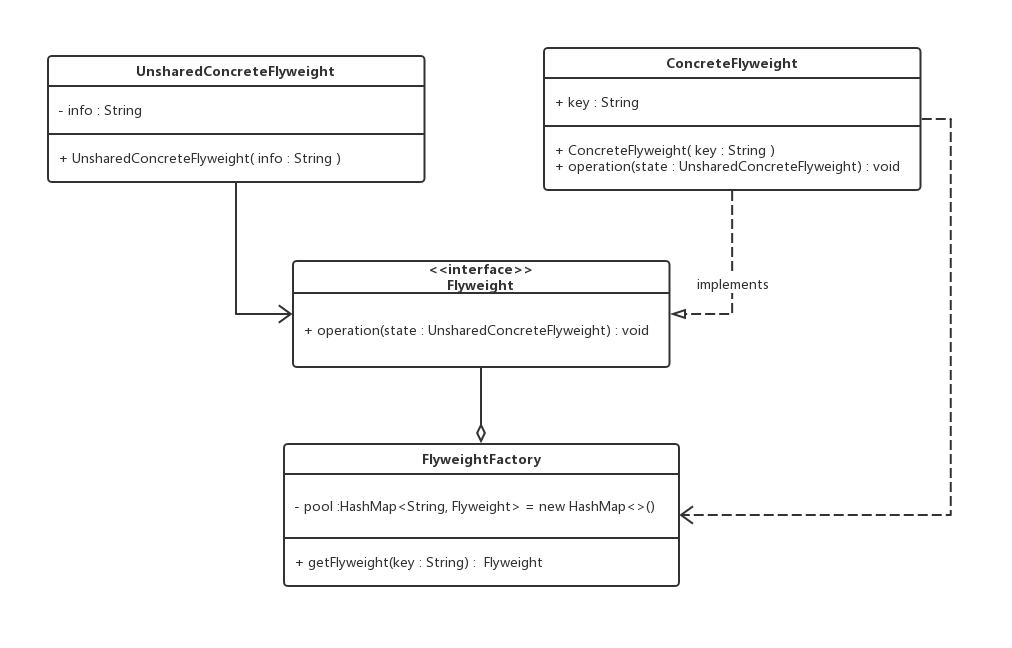 UnsharedConcreteFlyweight
- info : String
+ UnsharedConcreteFlyweight( info : String )
ConcreteFlyweight
+ key : String
+ ConcreteFlyweight( key : String )
+ operation(state : UnsharedConcreteFlyweight) : void
<<interface>>
Flyweight
+ operation(state : UnsharedConcreteFlyweight) : void
implements
FlyweightFactory
- pool :HashMap<String, Flyweight> = new HashMap<>()
+ getFlyweight(key : String) : Flyweight